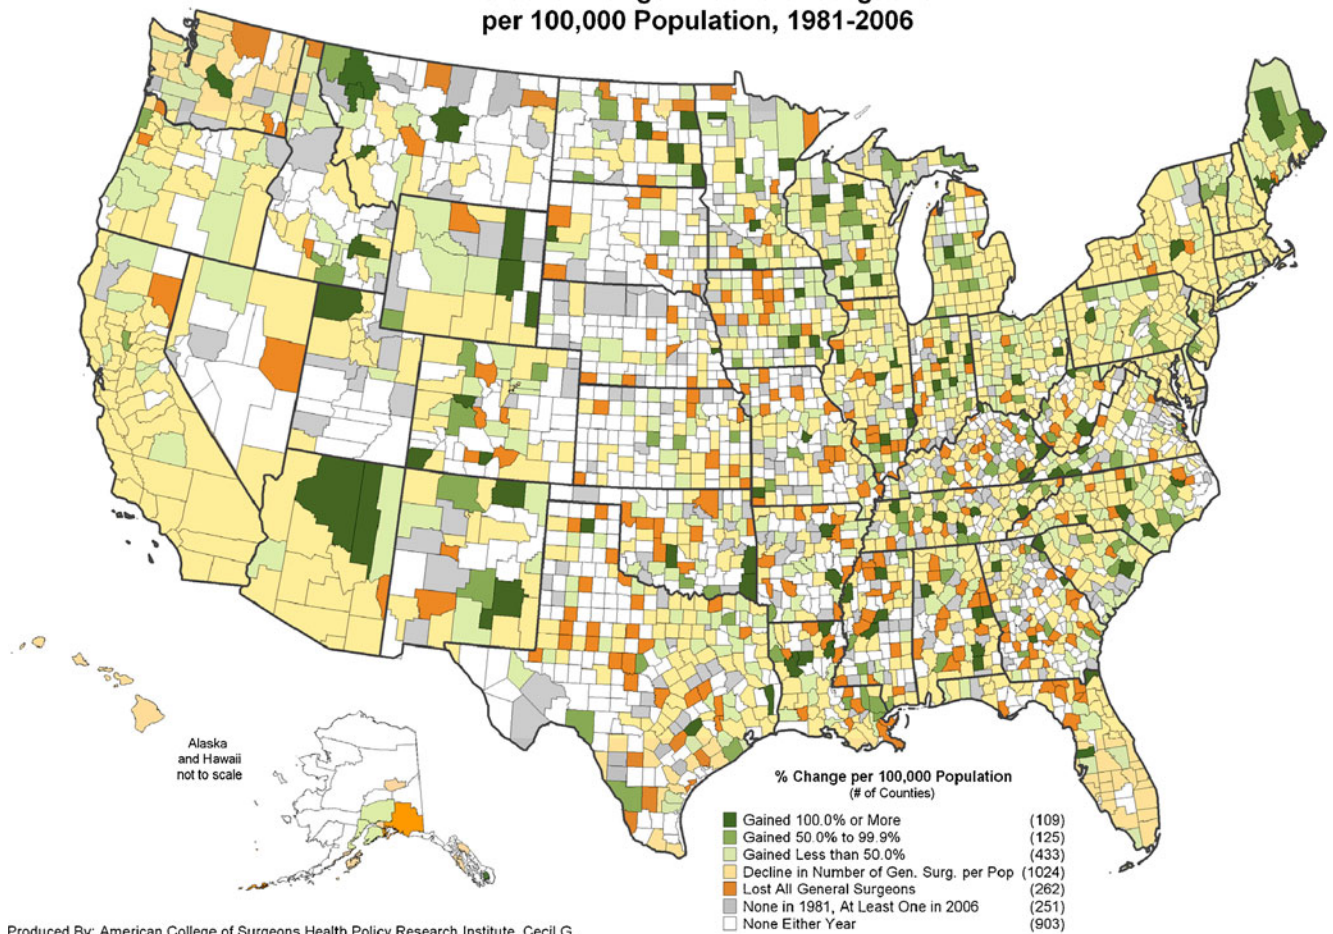 per 100,000 Population, 1981-2006
Alaska
and Hawaii
not to scale
% Change per 100,000 Population
(# of Counties)
Gained 100.0% or More (109)
Gained 50.0% to 99.9% (125)
Gained Less than 50.0% (433)
Decline in Number of Gen. Surg. per Pop (1024)
Lost All General Surgeons (262)
None in 1981, At Least One in 2006 (251)
None Either Year (903)
Produced By: American College of Surgeons Health Policy Research Institute, Cecil G.